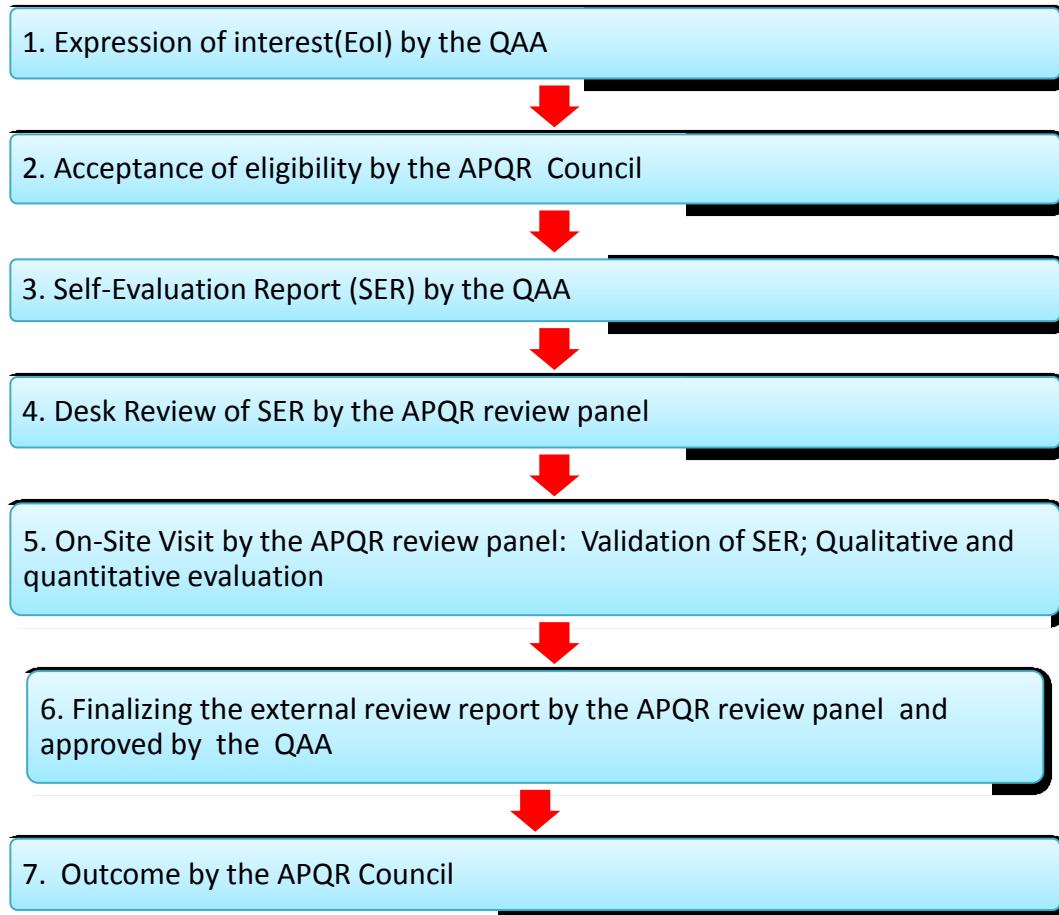 1. Expression of interest(EoI) by the QAA
2. Acceptance of eligibility by the APQR Council
3. Self-Evaluation Report (SER) by the QAA
4. Desk Review of SER by the APQR review panel
5. On-Site Visit by the APQR review panel: Validation of SER; Qualitative and
quantitative evaluation
6. Finalizing the external review report by the APQR review panel and
approved by the QAA
7. Outcome by the APQR Council